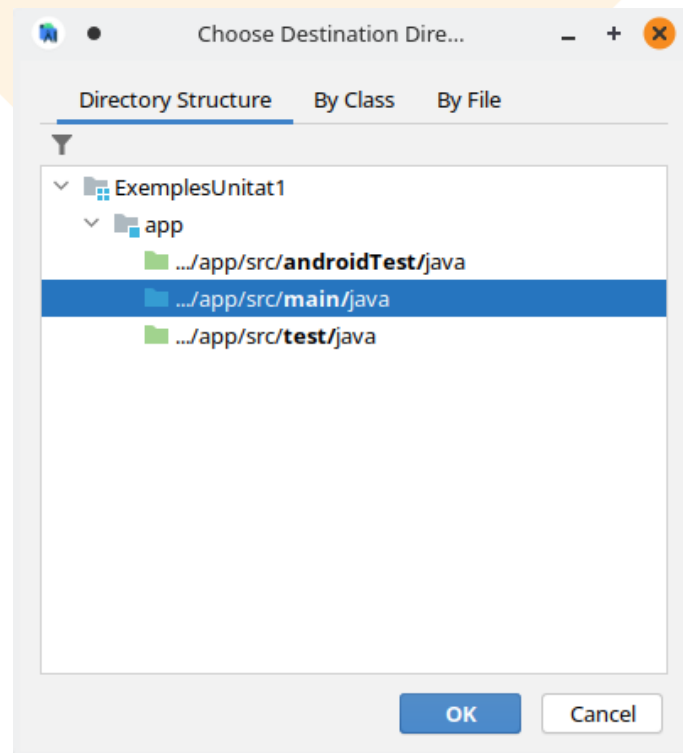 Choose Destination Dire...
Directory Structure By Class By File
ExemplesUnitat1
app
.../app/src/androidTest/java
.../app/src/main/java
.../app/src/test/java
OK Cancel